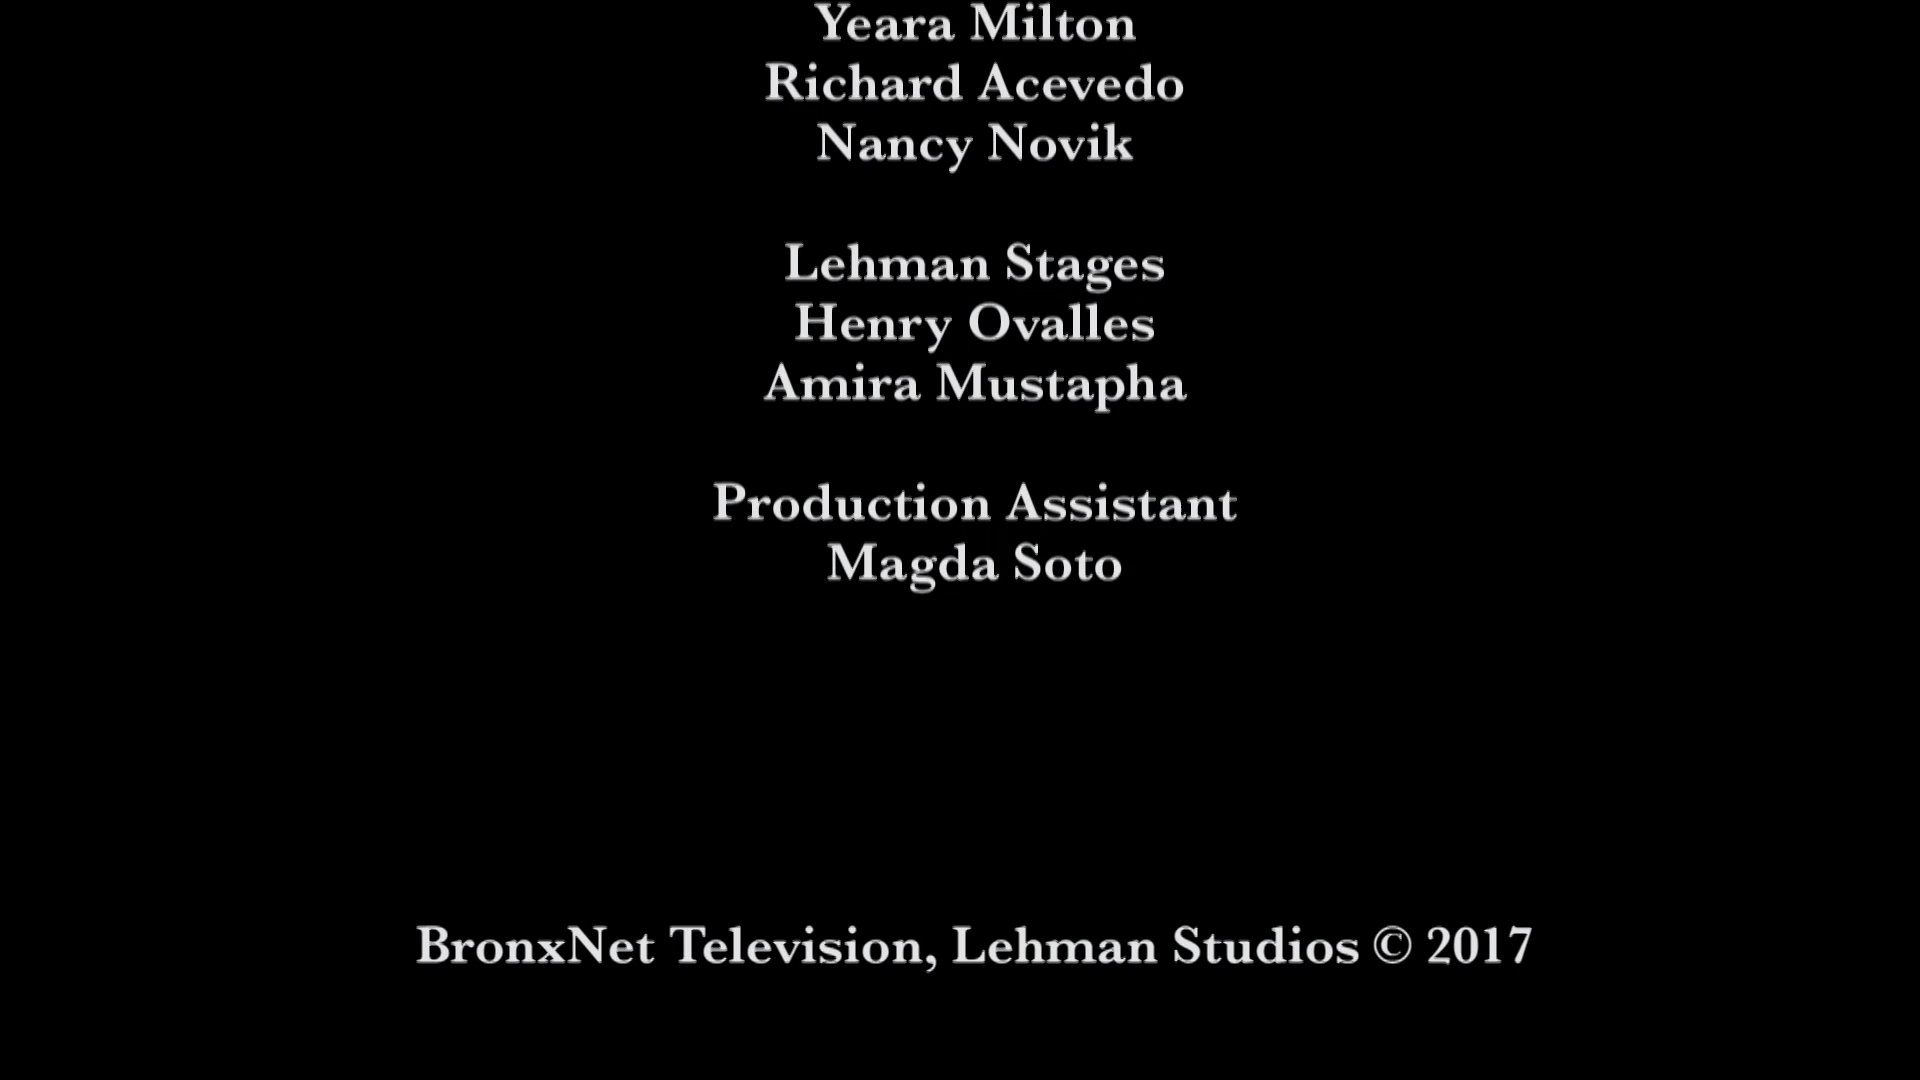 Yeara Milton
Richard Acevedo
Nancy Novik
Lehman Stages
Henry Ovalles
Amira Mustapha
Production Assistant
Magda Soto
BronxNet Television, Lehman Studios © 2017